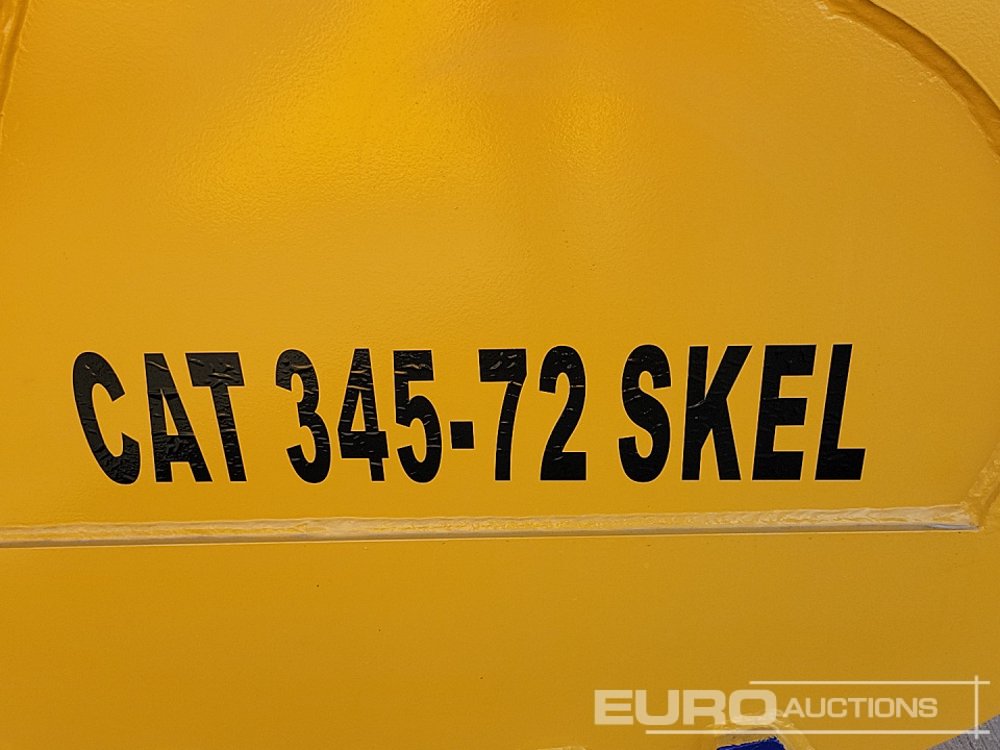 CAT 345-72 SKEL
EURO AUCTIONS